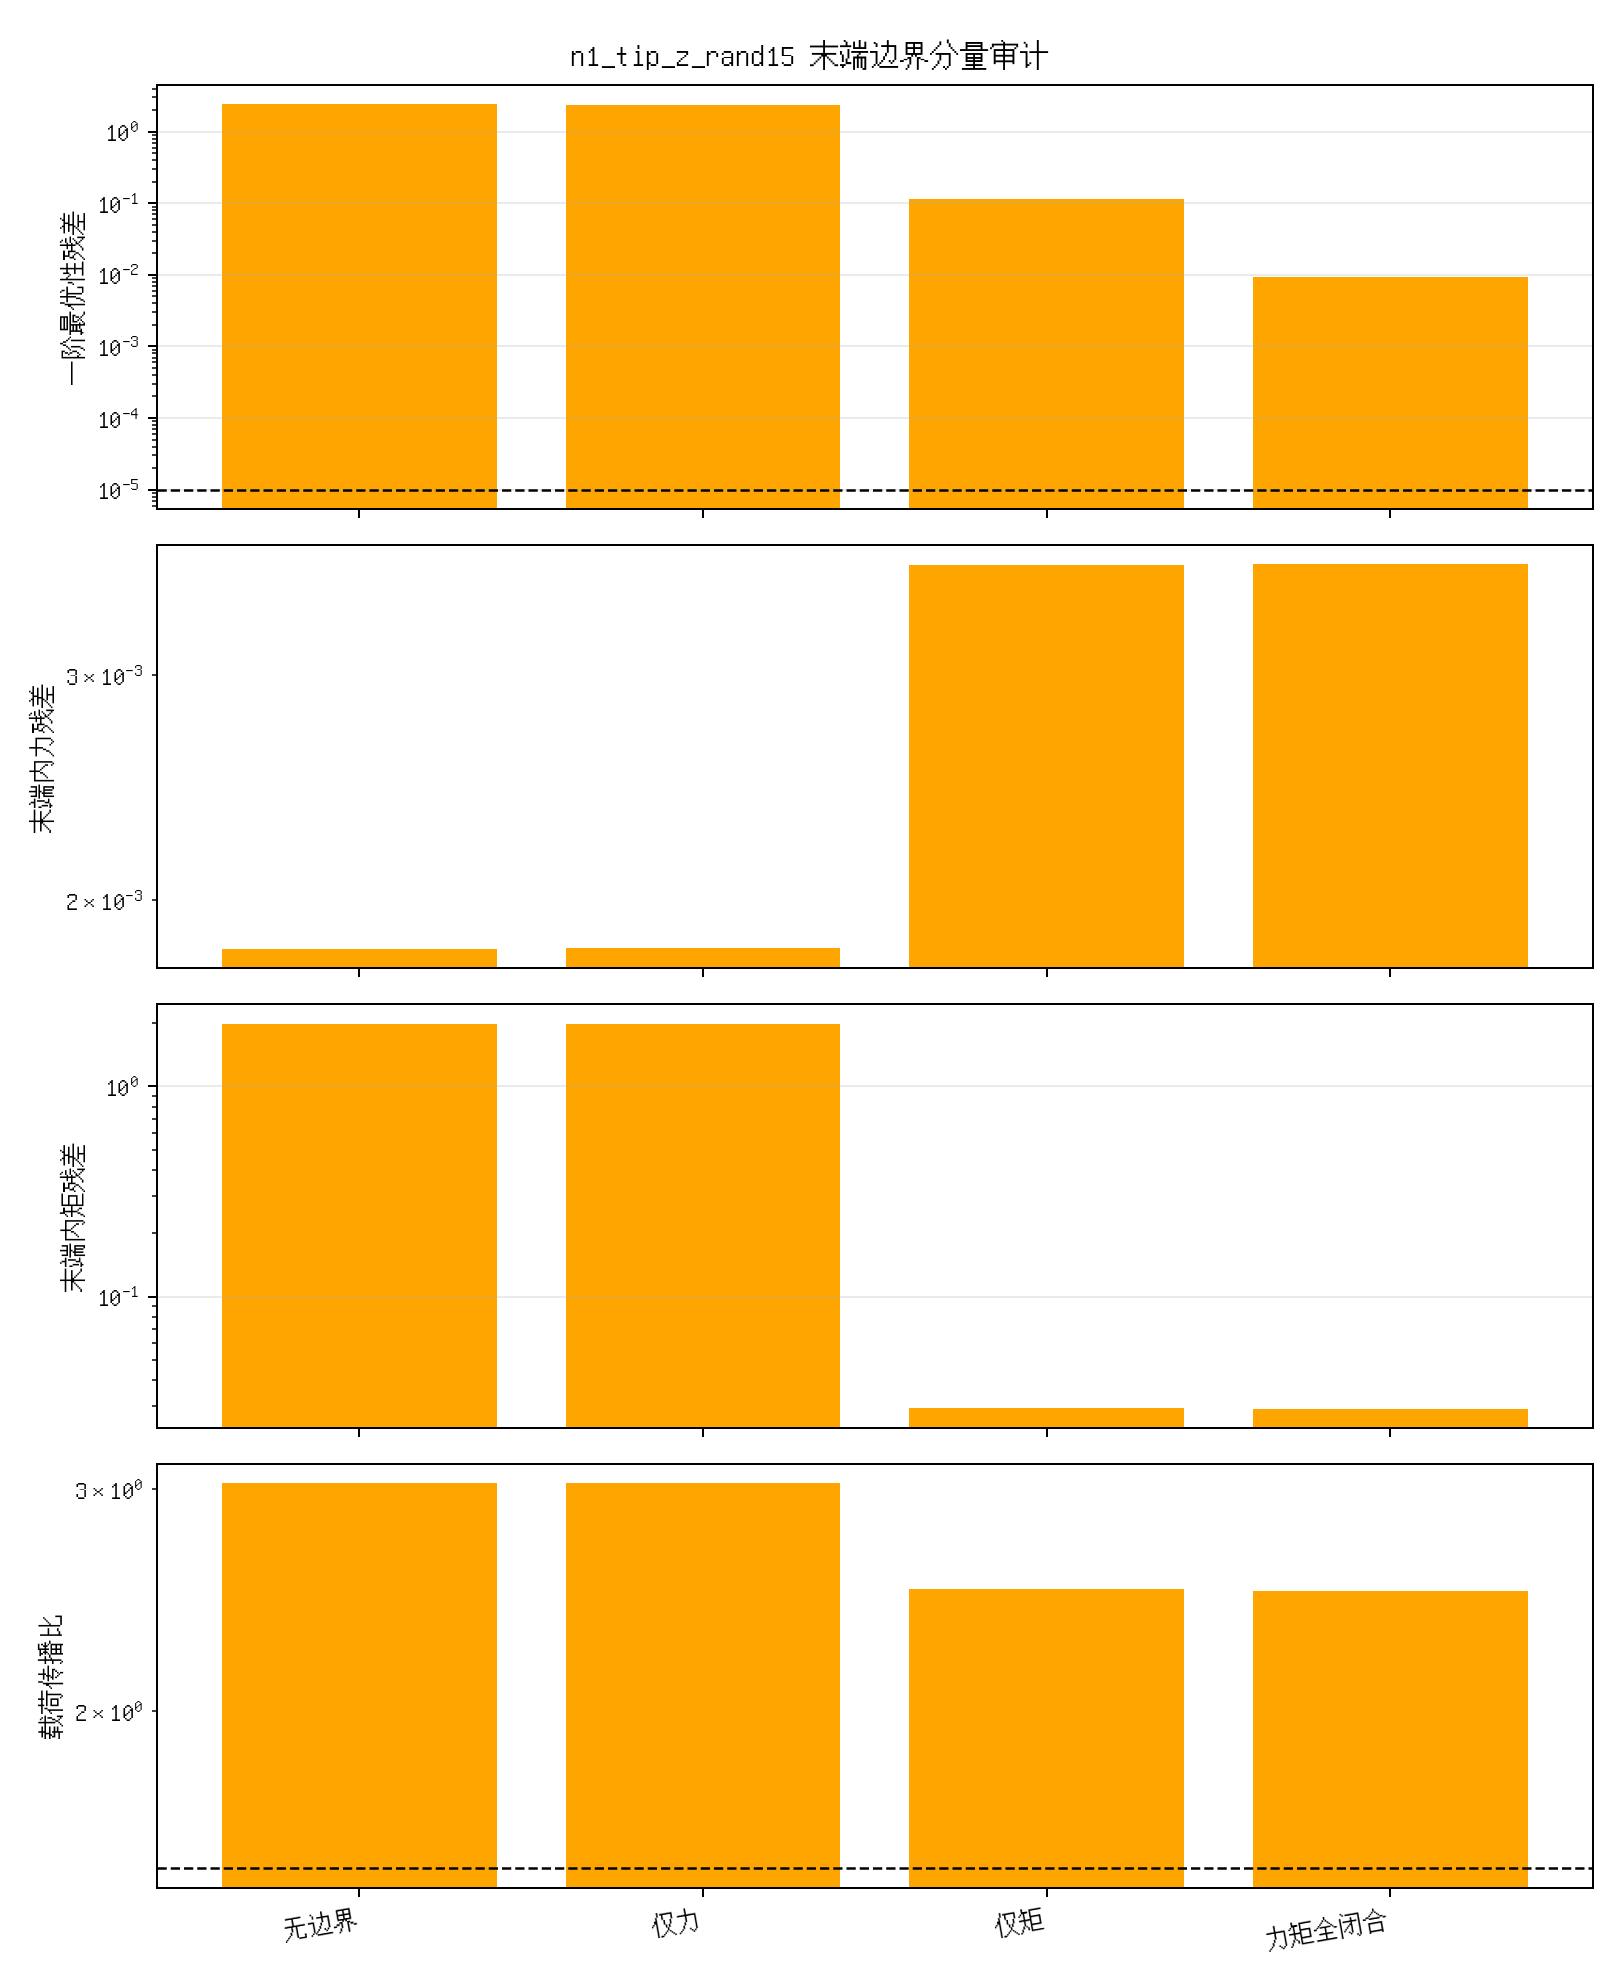 n1_tip_z_rand15 末端边界分量审计
一阶最优性残差
10⁰
10⁻¹
10⁻²
10⁻³
10⁻⁴
10⁻⁵
末端内力残差
3 × 10⁻³
2 × 10⁻³
末端内矩残差
10⁰
10⁻¹
载荷传播比
3 × 10⁰
2 × 10⁰
无边界
仅力
仅矩
力矩全闭合